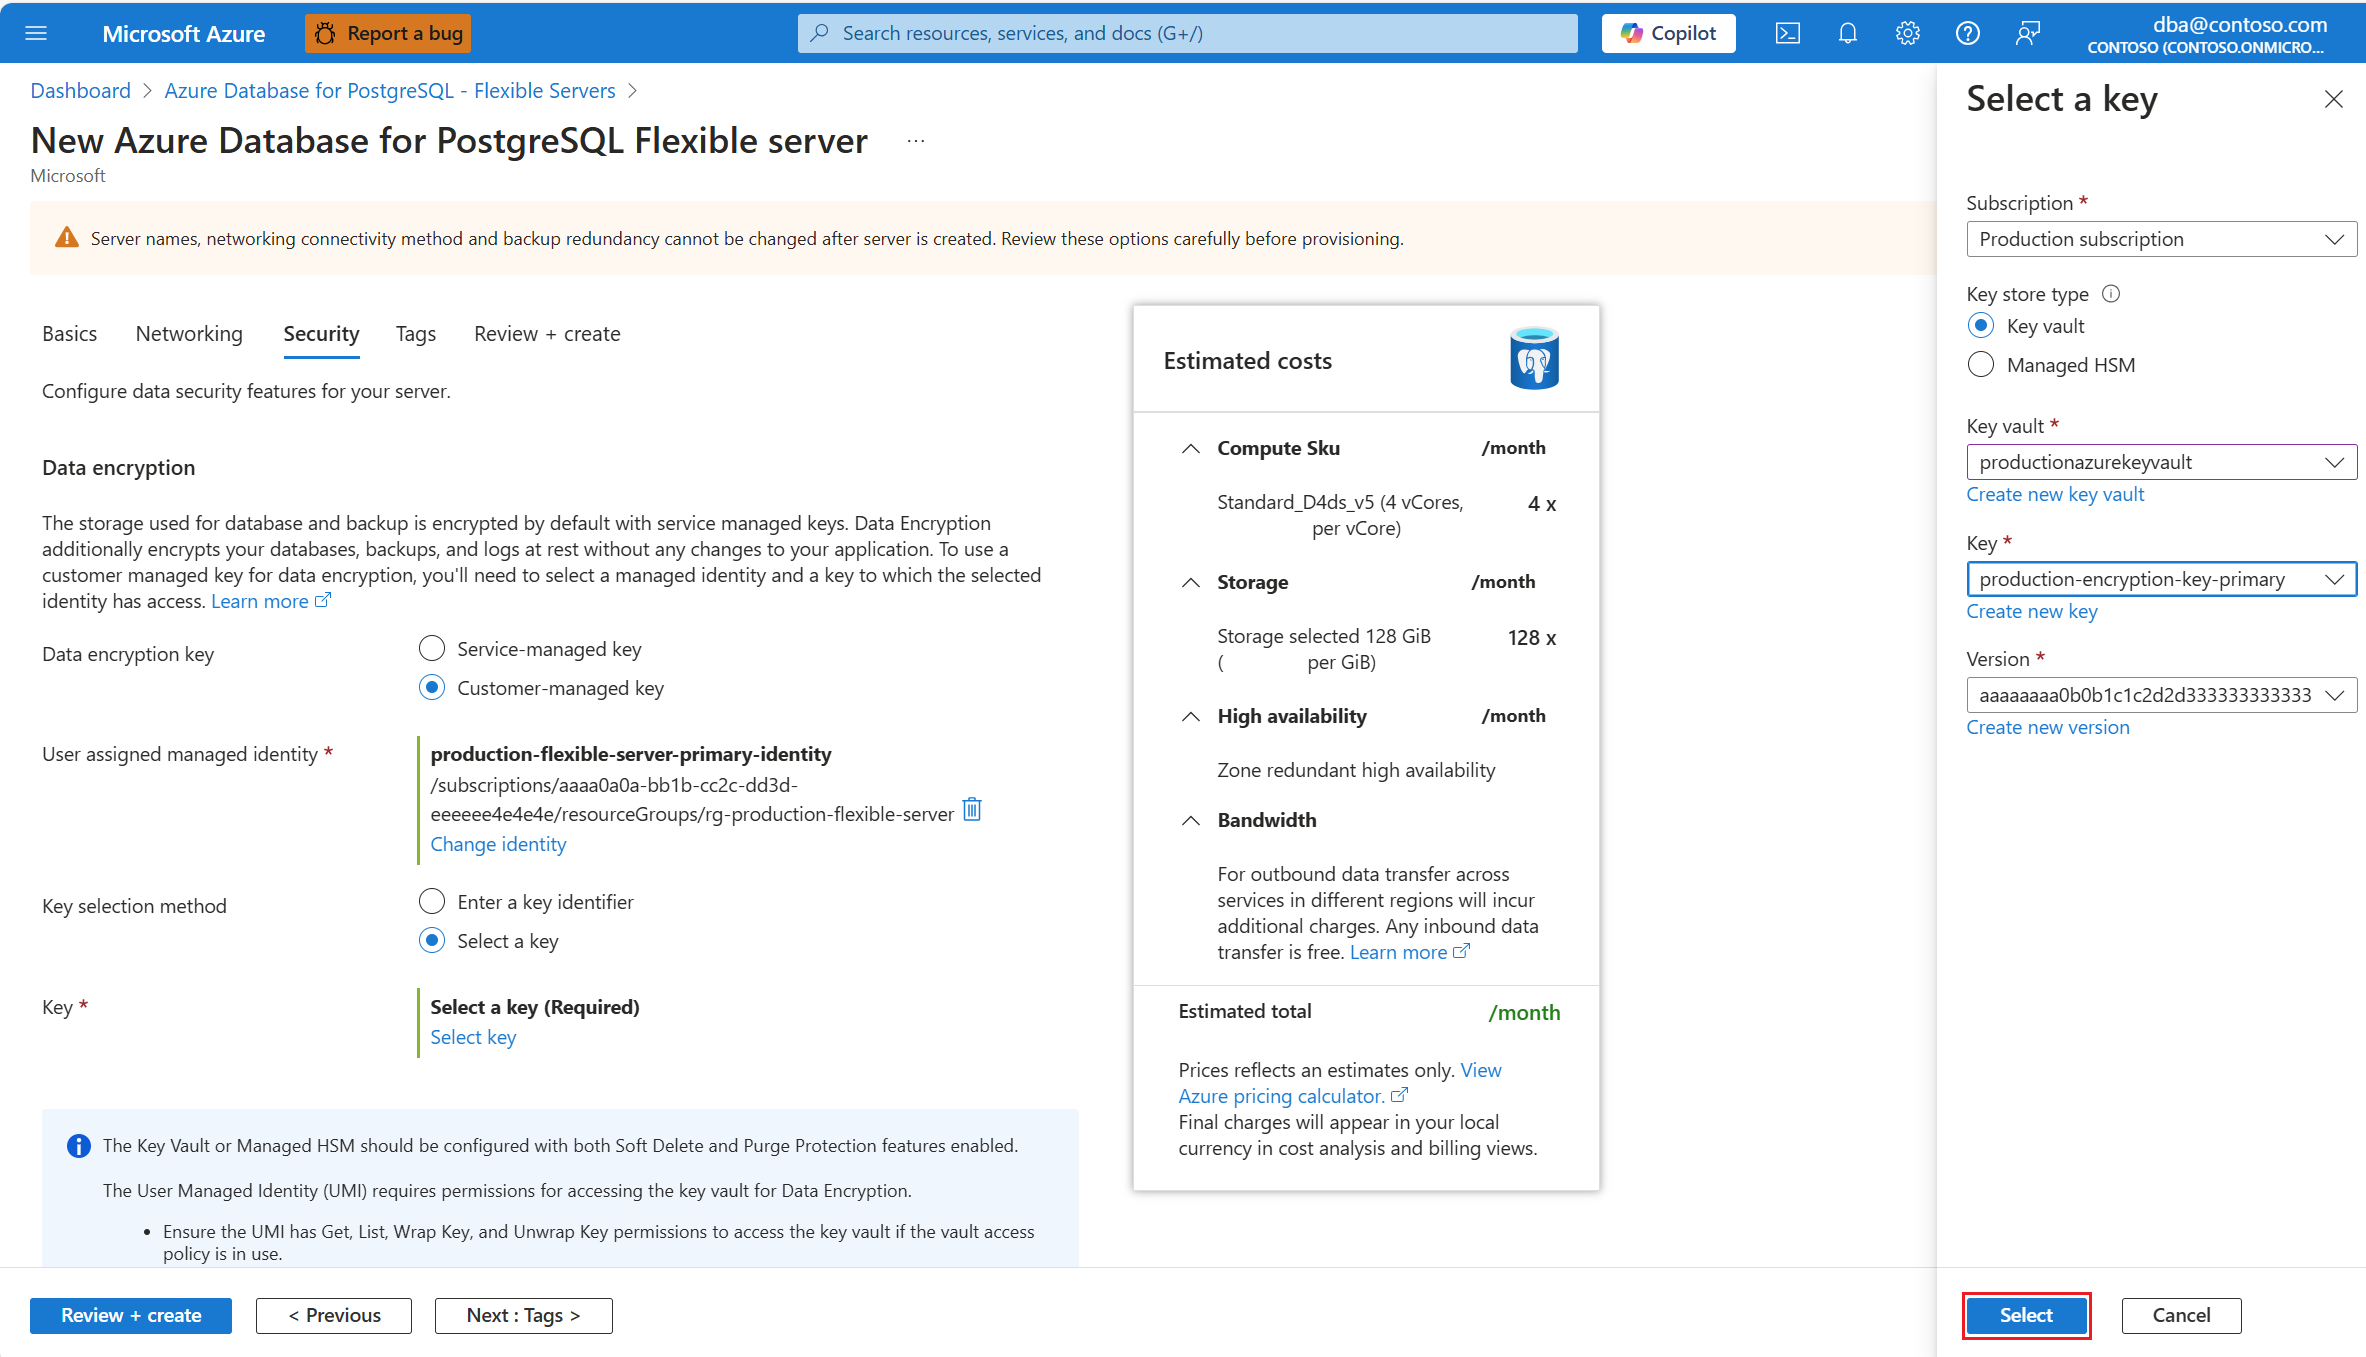 Microsoft Azure
Report a bug
Search resources, services, and docs (G+/)
Copilot
dba@contoso.com
CONTOSO (CONTOSO.ONMICRO...
Dashboard > Azure Database for PostgreSQL - Flexible Servers >
New Azure Database for PostgreSQL Flexible server ...
Microsoft
Server names, networking connectivity method and backup redundancy cannot be changed after server is created. Review these options carefully before provisioning.
Basics
Networking
Security
Tags
Review + create
Configure data security features for your server.
Data encryption
The storage used for database and backup is encrypted by default with service managed keys. Data Encryption
additionally encrypts your databases, backups, and logs at rest without any changes to your application. To use a
customer managed key for data encryption, you'll need to select a managed identity and a key to which the selected
identity has access. Learn more
Data encryption key
Service-managed key
Customer-managed key
User assigned managed identity *
production-flexible-server-primary-identity
/subscriptions/aaaa0a0a-bb1b-cc2c-dd3d-
eeeeee4e4e4e/resourceGroups/rg-production-flexible-server
Change identity
Key selection method
Enter a key identifier
Select a key
Key *
Select a key (Required)
Select key
The Key Vault or Managed HSM should be configured with both Soft Delete and Purge Protection features enabled.
The User Managed Identity (UMI) requires permissions for accessing the key vault for Data Encryption.
• Ensure the UMI has Get, List, Wrap Key, and Unwrap Key permissions to access the key vault if the vault access
policy is in use.
Review + create
< Previous
Next : Tags >
Estimated costs
Compute Sku /month
Standard_D4ds_v5 (4 vCores, 4 x
per vCore)
Storage /month
Storage selected 128 GiB 128 x
( per GiB)
High availability /month
Zone redundant high availability
Bandwidth
For outbound data transfer across
services in different regions will incur
additional charges. Any inbound data
transfer is free. Learn more
Estimated total /month
Prices reflects an estimates only. View
Azure pricing calculator.
Final charges will appear in your local
currency in cost analysis and billing views.
Select a key
Subscription *
Production subscription
Key store type
Key vault
Managed HSM
Key vault *
productionazurekeyvault
Create new key vault
Key *
production-encryption-key-primary
Create new key
Version *
aaaaaaaa0b0b1c1c2d2d333333333333
Create new version
Select
Cancel